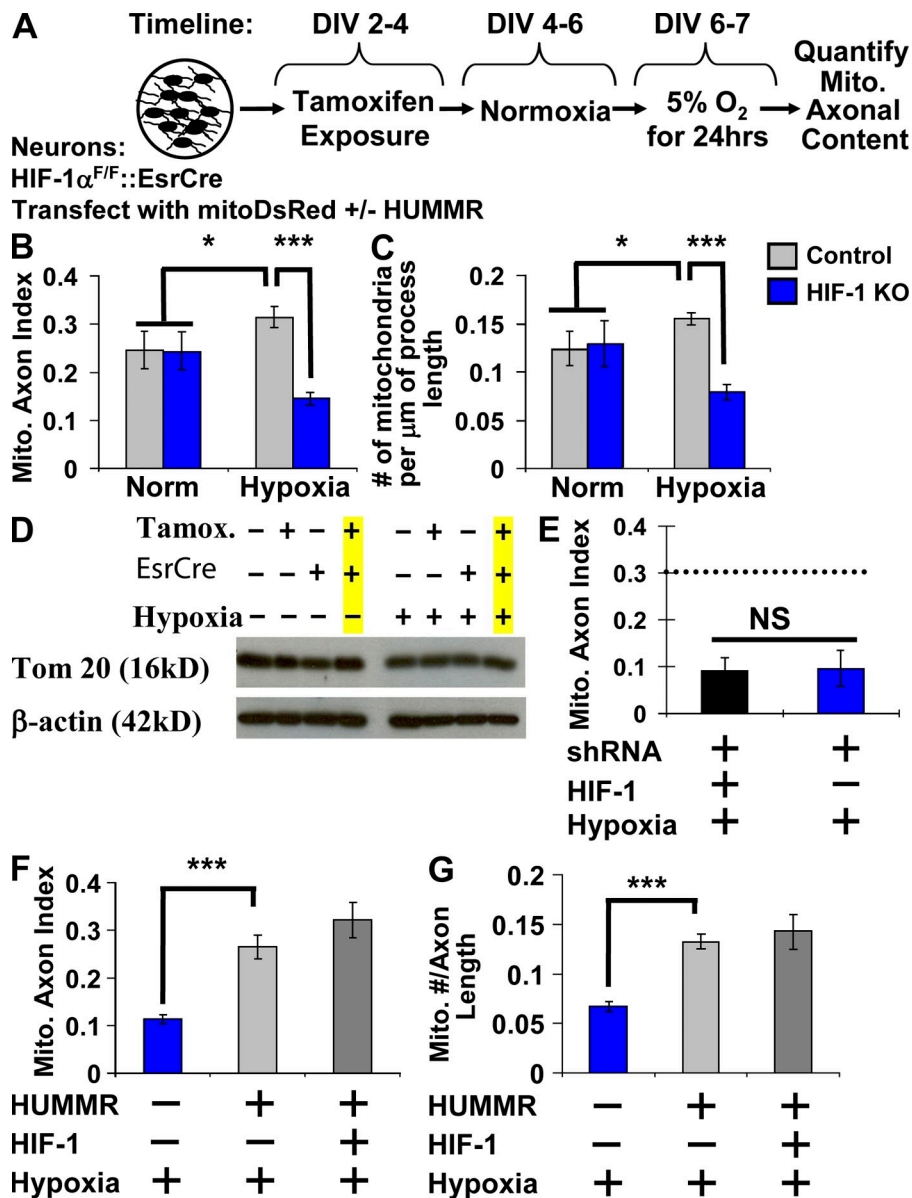 A Timeline: DIV 2-4 DIV 4-6 DIV 6-7
Tamoxifen Exposure
Normoxia
5% O2 for 24hrs
Quantify Mito. Axonal Content
Neurons:
HIF-1αF/F::EsrCre
Transfect with mitoDsRed +/- HUMMR
B
* ***
Mito. Axon Index
0.4
0.3
0.2
0.1
0
Norm Hypoxia
C
* ***
# of mitochondria per μm of process length
0.2
0.15
0.1
0.05
0
Norm Hypoxia
Control
HIF-1 KO
D
Tamox. – + – + – + – +
EsrCre – – + + – – + +
Hypoxia – – – – + + + +
Tom 20 (16kD)
β-actin (42kD)
E
Mito. Axon Index
0.4
0.3
0.2
0.1
0
NS
shRNA + +
HIF-1 + –
Hypoxia + +
F
***
Mito. Axon Index
0.4
0.3
0.2
0.1
0
HUMMR – + +
HIF-1 – – +
Hypoxia + + +
G
***
Mito. #/Axon Length
0.2
0.15
0.1
0.05
0
HUMMR – + +
HIF-1 – – +
Hypoxia + + +